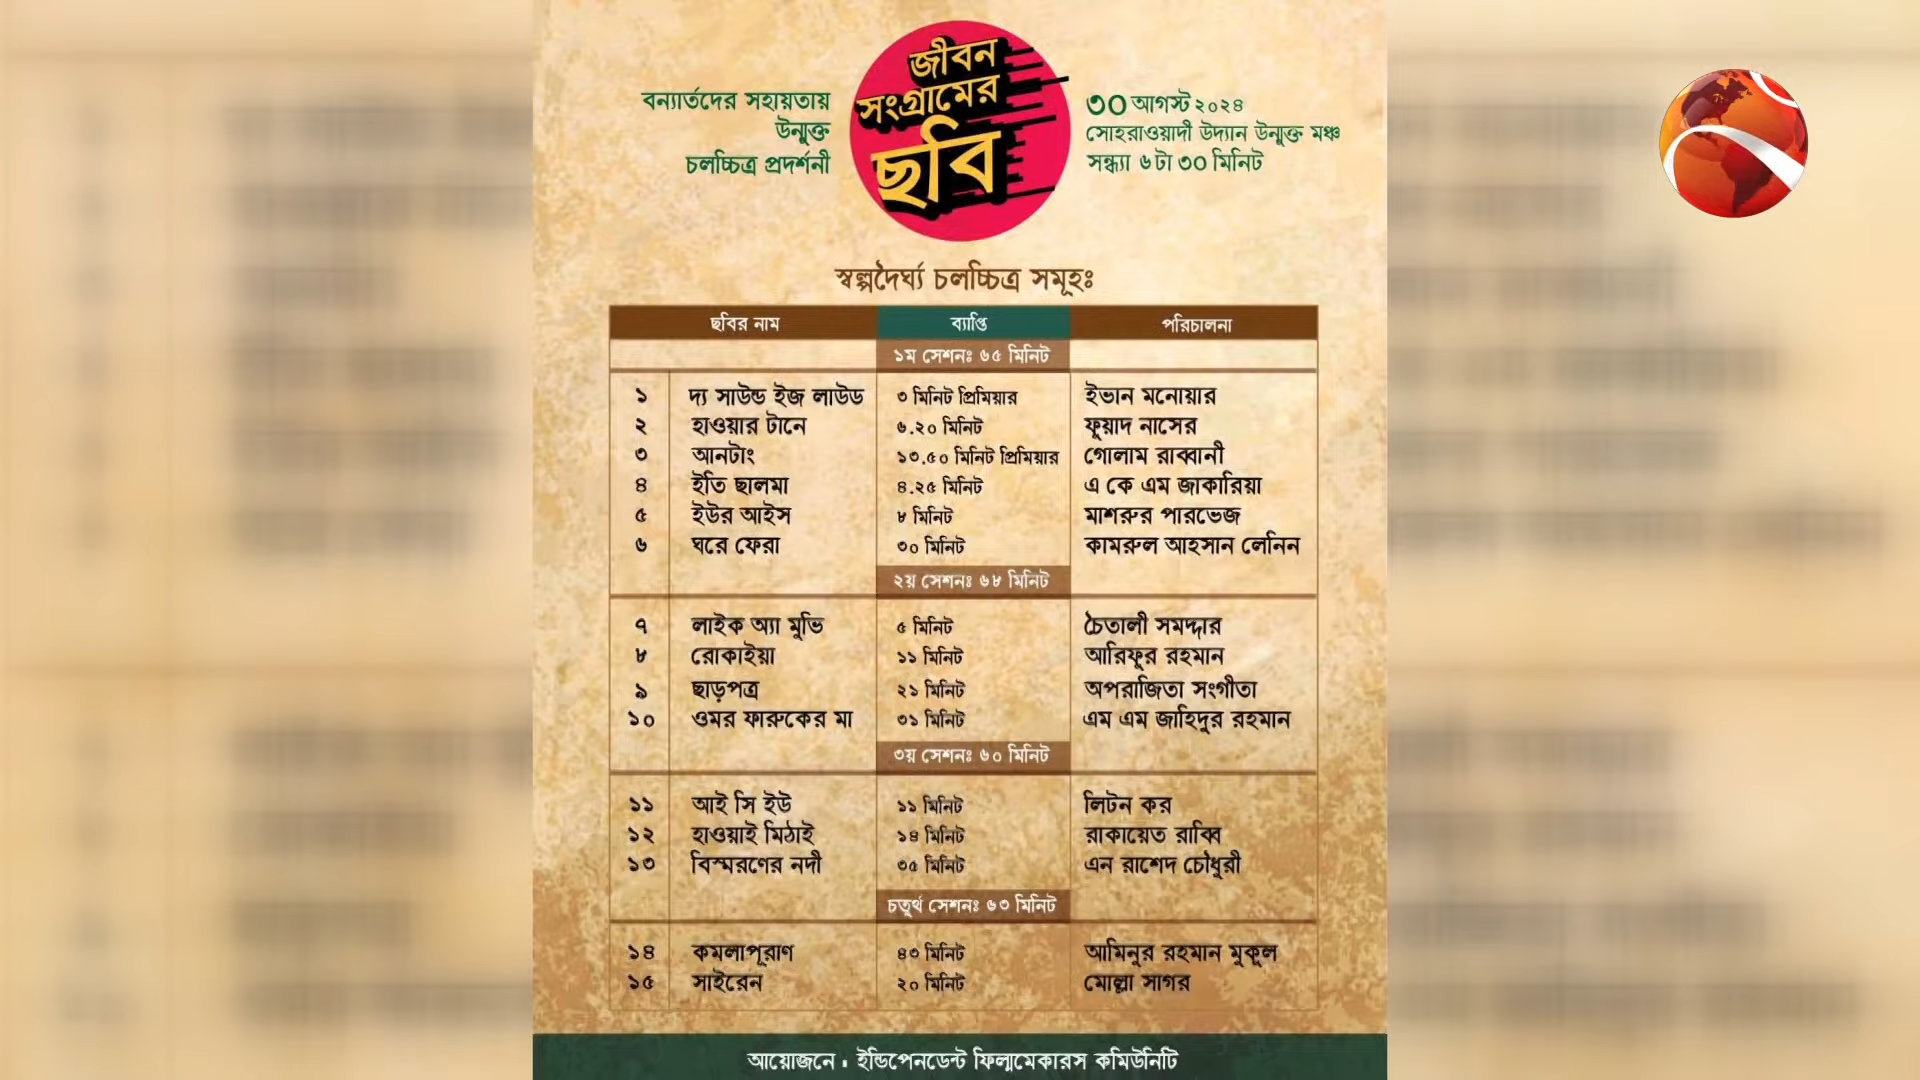 বন্যার্তদের সহায়তায়
উন্মুক্ত
চলচ্চিত্র প্রদর্শনী
জীবন
সংগ্রামের
ছবি
৩০ আগস্ট ২০২৪
সোহরাওয়াদী উদ্যান উন্মুক্ত মঞ্চ
সন্ধ্যা ৬ টা ৩০ মিনিট
স্বল্পদৈর্ঘ্য চলচ্চিত্র সমূহঃ
ছবির নাম ব্যাপ্তি পরিচালনা
১ম সেশনঃ ৬৫ মিনিট
১ দ্য সাউন্ড ইজ লাউড ৩ মিনিট প্রিমিয়ার ইভান মনোয়ার
২ হাওয়ার টানে ৬.২০ মিনিট ফুয়াদ নাসের
৩ আনটাং ১৩.৫০ মিনিট প্রিমিয়ার গোলাম রাব্বানী
৪ ইতি ছালমা ৪.২৫ মিনিট এ কে এম জাকারিয়া
৫ ইউর আইস ৮ মিনিট মাশরুর পারভেজ
৬ ঘরে ফেরা ৩০ মিনিট কামরুল আহসান লেনিন
২য় সেশনঃ ৬৮ মিনিট
৭ লাইক অ্যা মুভি ৫ মিনিট চৈতালী সমদ্দার
৮ রোকাইয়া ১১ মিনিট আরিফুর রহমান
৯ ছাড়পত্র ২১ মিনিট অপরাজিতা সংগীতা
১০ ওমর ফারুকের মা ৩১ মিনিট এম এম জাহিদুর রহমান
৩য় সেশনঃ ৬০ মিনিট
১১ আই সি ইউ ১১ মিনিট লিটন কর
১২ হাওয়াই মিঠাই ১৪ মিনিট রাকায়েত রাব্বি
১৩ বিস্মরণের নদী ৩৫ মিনিট এন রাশেদ চৌধুরী
চতুর্থ সেশনঃ ৬৩ মিনিট
১৪ কমলাপূরাণ ৪৩ মিনিট আমিনুর রহমান মুকুল
১৫ সাইরেন ২০ মিনিট মোল্লা সাগর
আয়োজনে . ইন্ডিপেনডেন্ট ফিল্মমেকারস কমিউনিটি